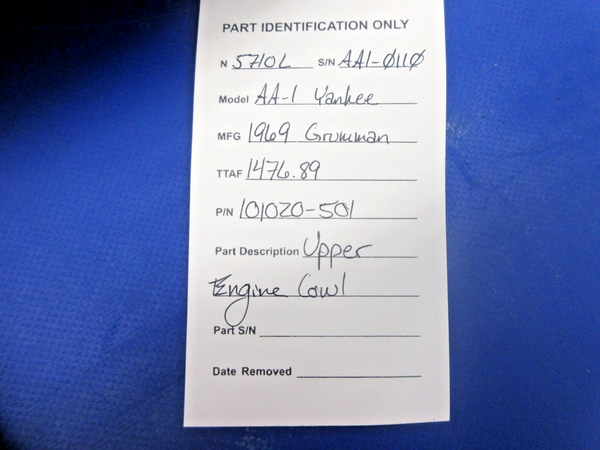 PART IDENTIFICATION ONLY
N 5710L S/N AA1-Ø11Ø
Model AA-1 Yankee
MFG 1969 Grumman
TTAF 1476.89
P/N 101020-501
Part Description Upper
Engine Cowl
Part S/N
Date Removed